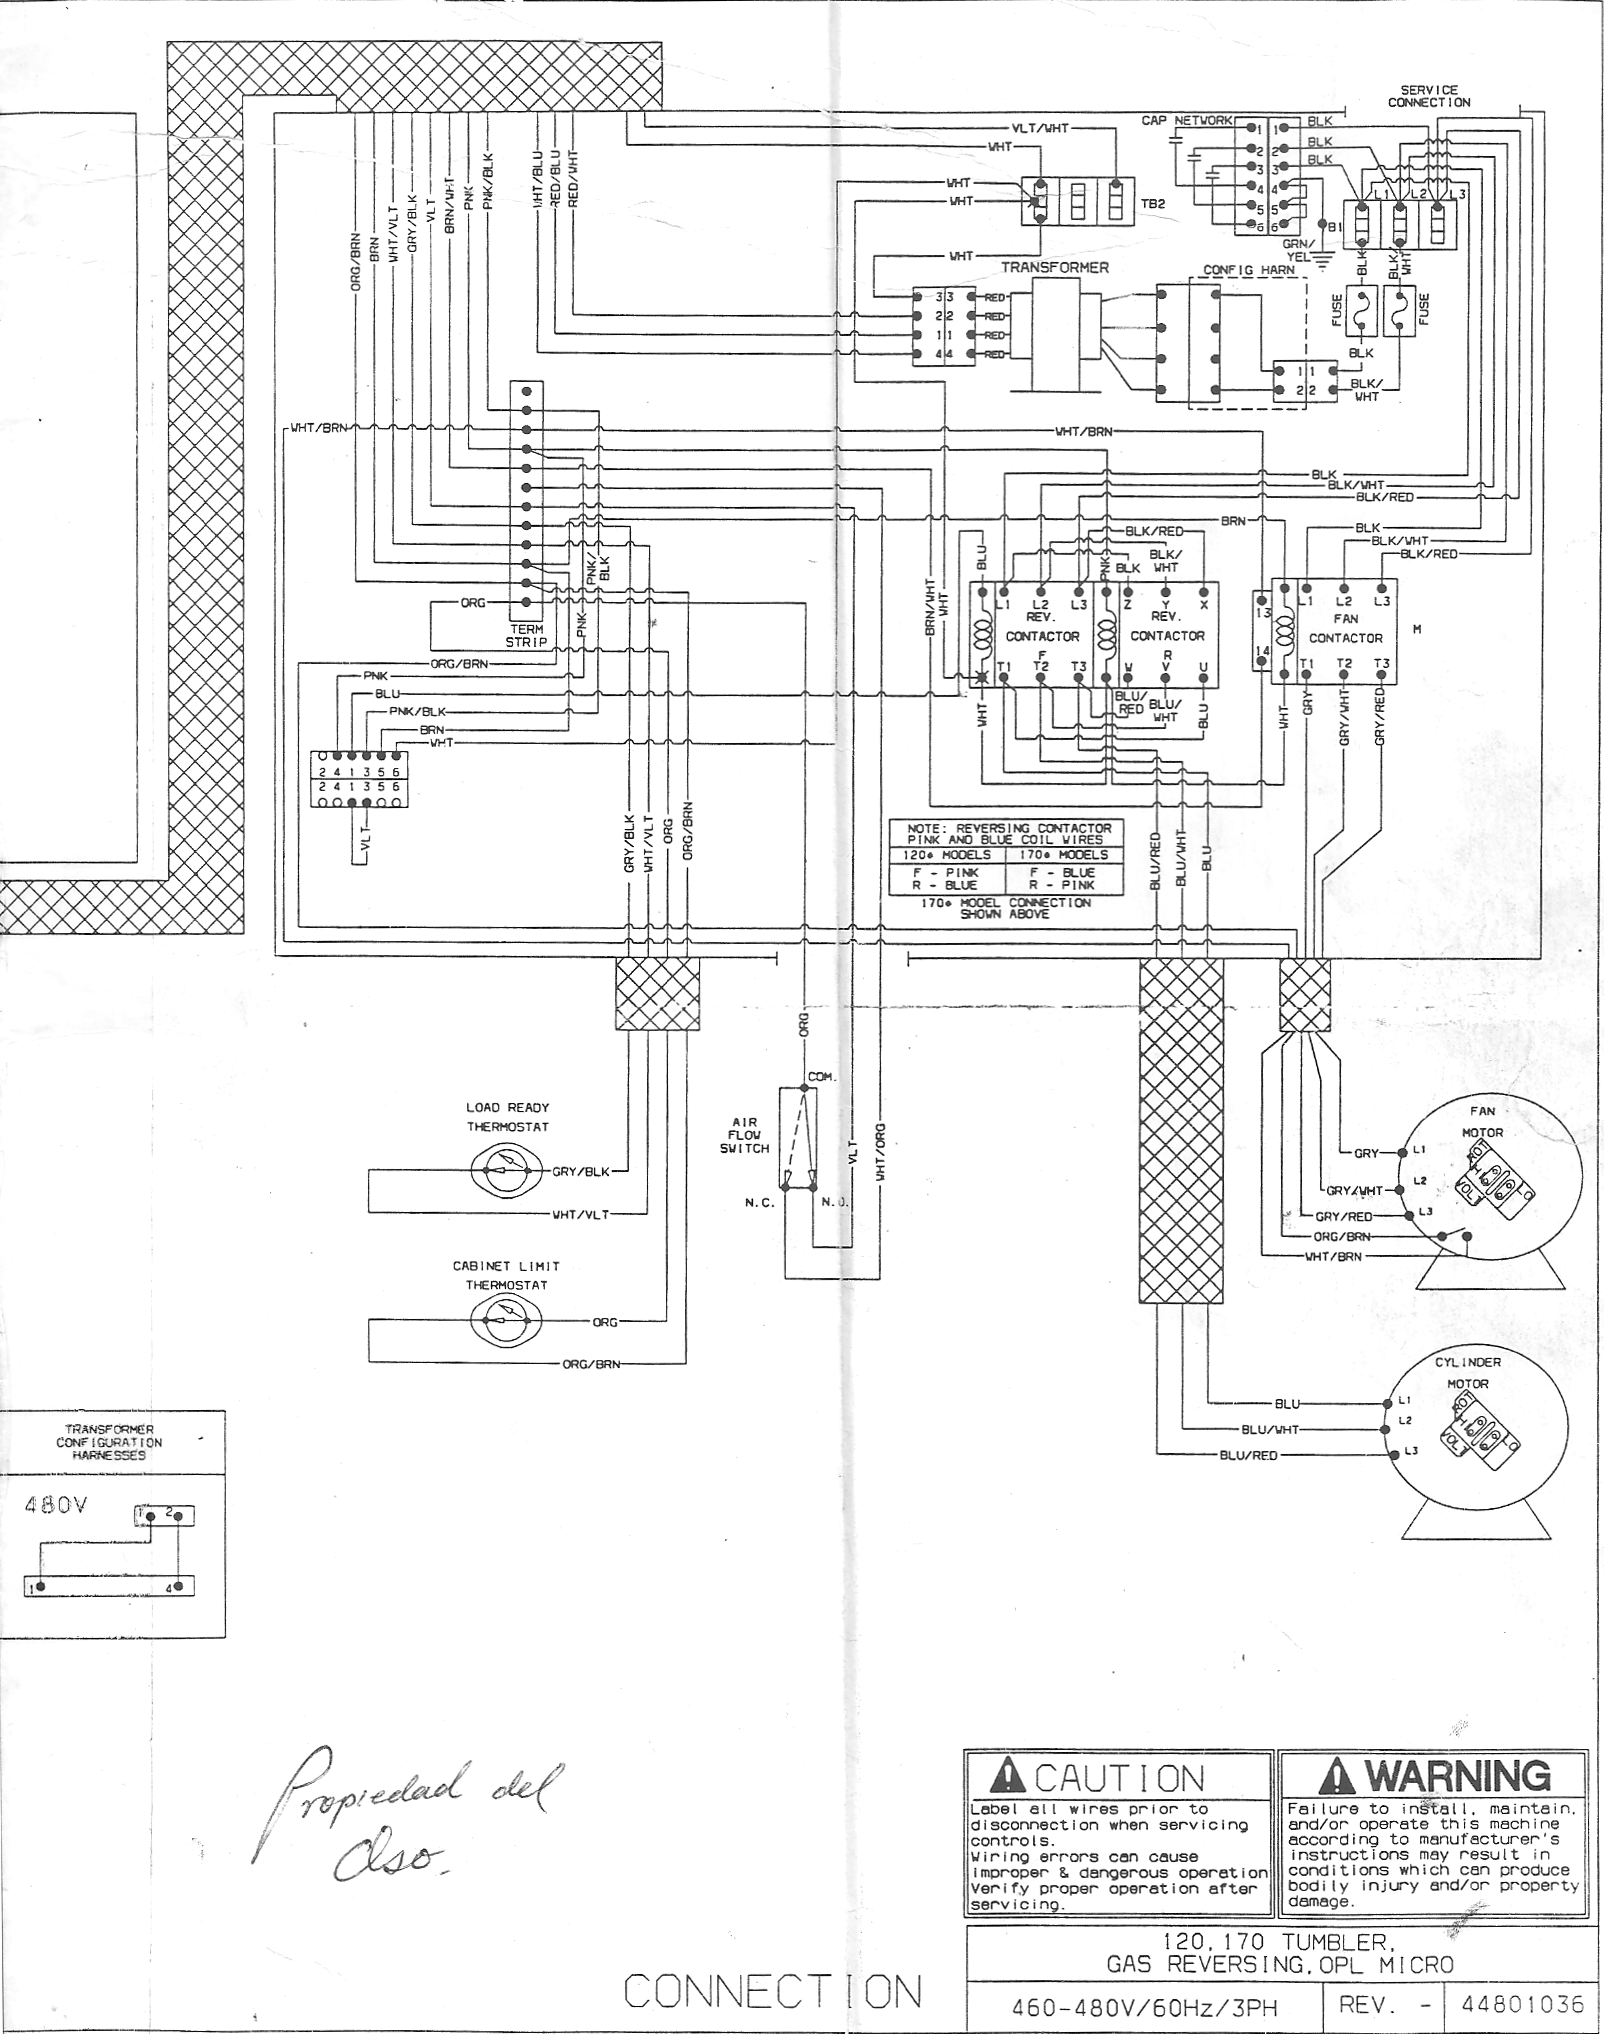 SERVICE
CONNECTION
VLT/WHT
WHT
CAP NETWORK
1 1 BLK
2 2 BLK
3 3 BLK
4 4
5 5
6 6
WHT
WHT
TB2
L1 L2 L3
B1
GRN/
YEL
BLK
BLK/
WHT
ORG/BRN
BRN
WHT/VLT
GRY/BLK
VLT
BRN/WHT
PNK
PNK/BLK
WHT/BLU
RED/BLU
RED/WHT
WHT
TRANSFORMER
CONFIG HARN
3 3 RED
2 2 RED
1 1 RED
4 4 RED
FUSE
FUSE
BLK
1 1
2 2
BLK/
WHT
WHT/BRN
WHT/BRN
BLK
BLK/WHT
BLK/RED
BRN
BLK
BLK/WHT
BLK/RED
BLK/RED
BLU
PNK
BLK
BLK/
WHT
PNK/
BLK
PNK
ORG
TERM
STRIP
BRN/WHT
WHT
L1 L2 L3 Z Y X
REV.
CONTACTOR
F
REV.
CONTACTOR
R
T1 T2 T3 W V U
13
14
L1 L2 L3
FAN
CONTACTOR
T1 T2 T3
M
ORG/BRN
PNK
BLU
PNK/BLK
BRN
WHT
WHT
BLU/
RED
BLU/
WHT
BLU
WHT
GRY
GRY/WHT
GRY/RED
2 4 1 3 5 6
2 4 1 3 5 6
VLT
GRY/BLK
WHT/VLT
ORG
ORG/BRN
NOTE: REVERSING CONTACTOR
PINK AND BLUE COIL WIRES
120# MODELS 170# MODELS
F - PINK F - BLUE
R - BLUE R - PINK
170# MODEL CONNECTION
SHOWN ABOVE
BLU/RED
BLU/WHT
BLU
ORG
COM.
AIR
FLOW
SWITCH
N.C.
N.O.
VLT
WHT/ORG
LOAD READY
THERMOSTAT
GRY/BLK
WHT/VLT
CABINET LIMIT
THERMOSTAT
ORG
ORG/BRN
FAN
MOTOR
GRY L1
GRY/WHT L2
GRY/RED L3
ORG/BRN
WHT/BRN
ROT
HI
VOLT
LO
CYLINDER
MOTOR
BLU L1
BLU/WHT L2
BLU/RED L3
ROT
HI
VOLT
LO
TRANSFORMER
CONFIGURATION
HARNESSES
480V
1 2
1 4
Propiedad del
Oso.
CAUTION
Label all wires prior to
disconnection when servicing
controls.
Wiring errors can cause
improper & dangerous operation
Verify proper operation after
servicing.
WARNING
Failure to install, maintain,
and/or operate this machine
according to manufacturer's
instructions may result in
conditions which can produce
bodily injury and/or property
damage.
120,170 TUMBLER,
GAS REVERSING,OPL MICRO
CONNECTION
460-480V/60Hz/3PH
REV. -
44801036